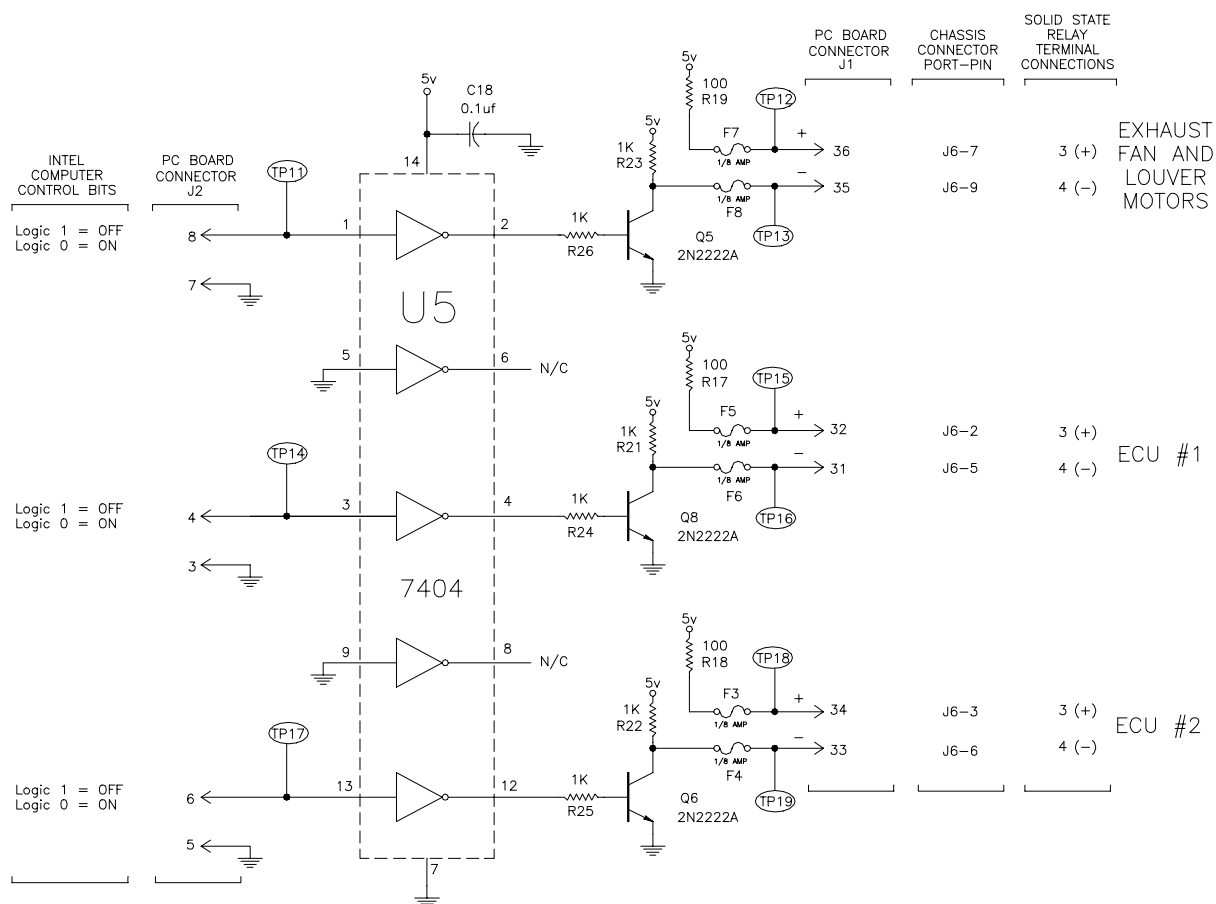 PC BOARD
CONNECTOR
J1
CHASSIS
CONNECTOR
PORT-PIN
SOLID STATE
RELAY
TERMINAL
CONNECTIONS
INTEL
COMPUTER
CONTROL BITS
PC BOARD
CONNECTOR
J2
5v
C18
0.1uf
14
5v
100
R19
TP12
5v
1K
R23
F7
1/8 AMP
+
36
J6-7
3 (+)
EXHAUST
FAN AND
LOUVER
MOTORS
TP11
−
35
J6-9
4 (−)
1/8 AMP
F8
TP13
Logic 1 = OFF
Logic 0 = ON
8
1
2
1K
R26
Q5
2N2222A
7
U5
5
6
N/C
5v
100
R17
TP15
5v
1K
R21
F5
1/8 AMP
+
32
J6-2
3 (+)
ECU #1
TP14
−
31
J6-5
4 (−)
1/8 AMP
F6
TP16
Logic 1 = OFF
Logic 0 = ON
4
3
4
1K
R24
Q8
2N2222A
3
7404
9
8
N/C
5v
100
R18
TP18
5v
1K
R22
F3
1/8 AMP
+
34
J6-3
3 (+)
ECU #2
TP17
−
33
J6-6
4 (−)
1/8 AMP
F4
TP19
Logic 1 = OFF
Logic 0 = ON
6
13
12
1K
R25
Q6
2N2222A
5
7